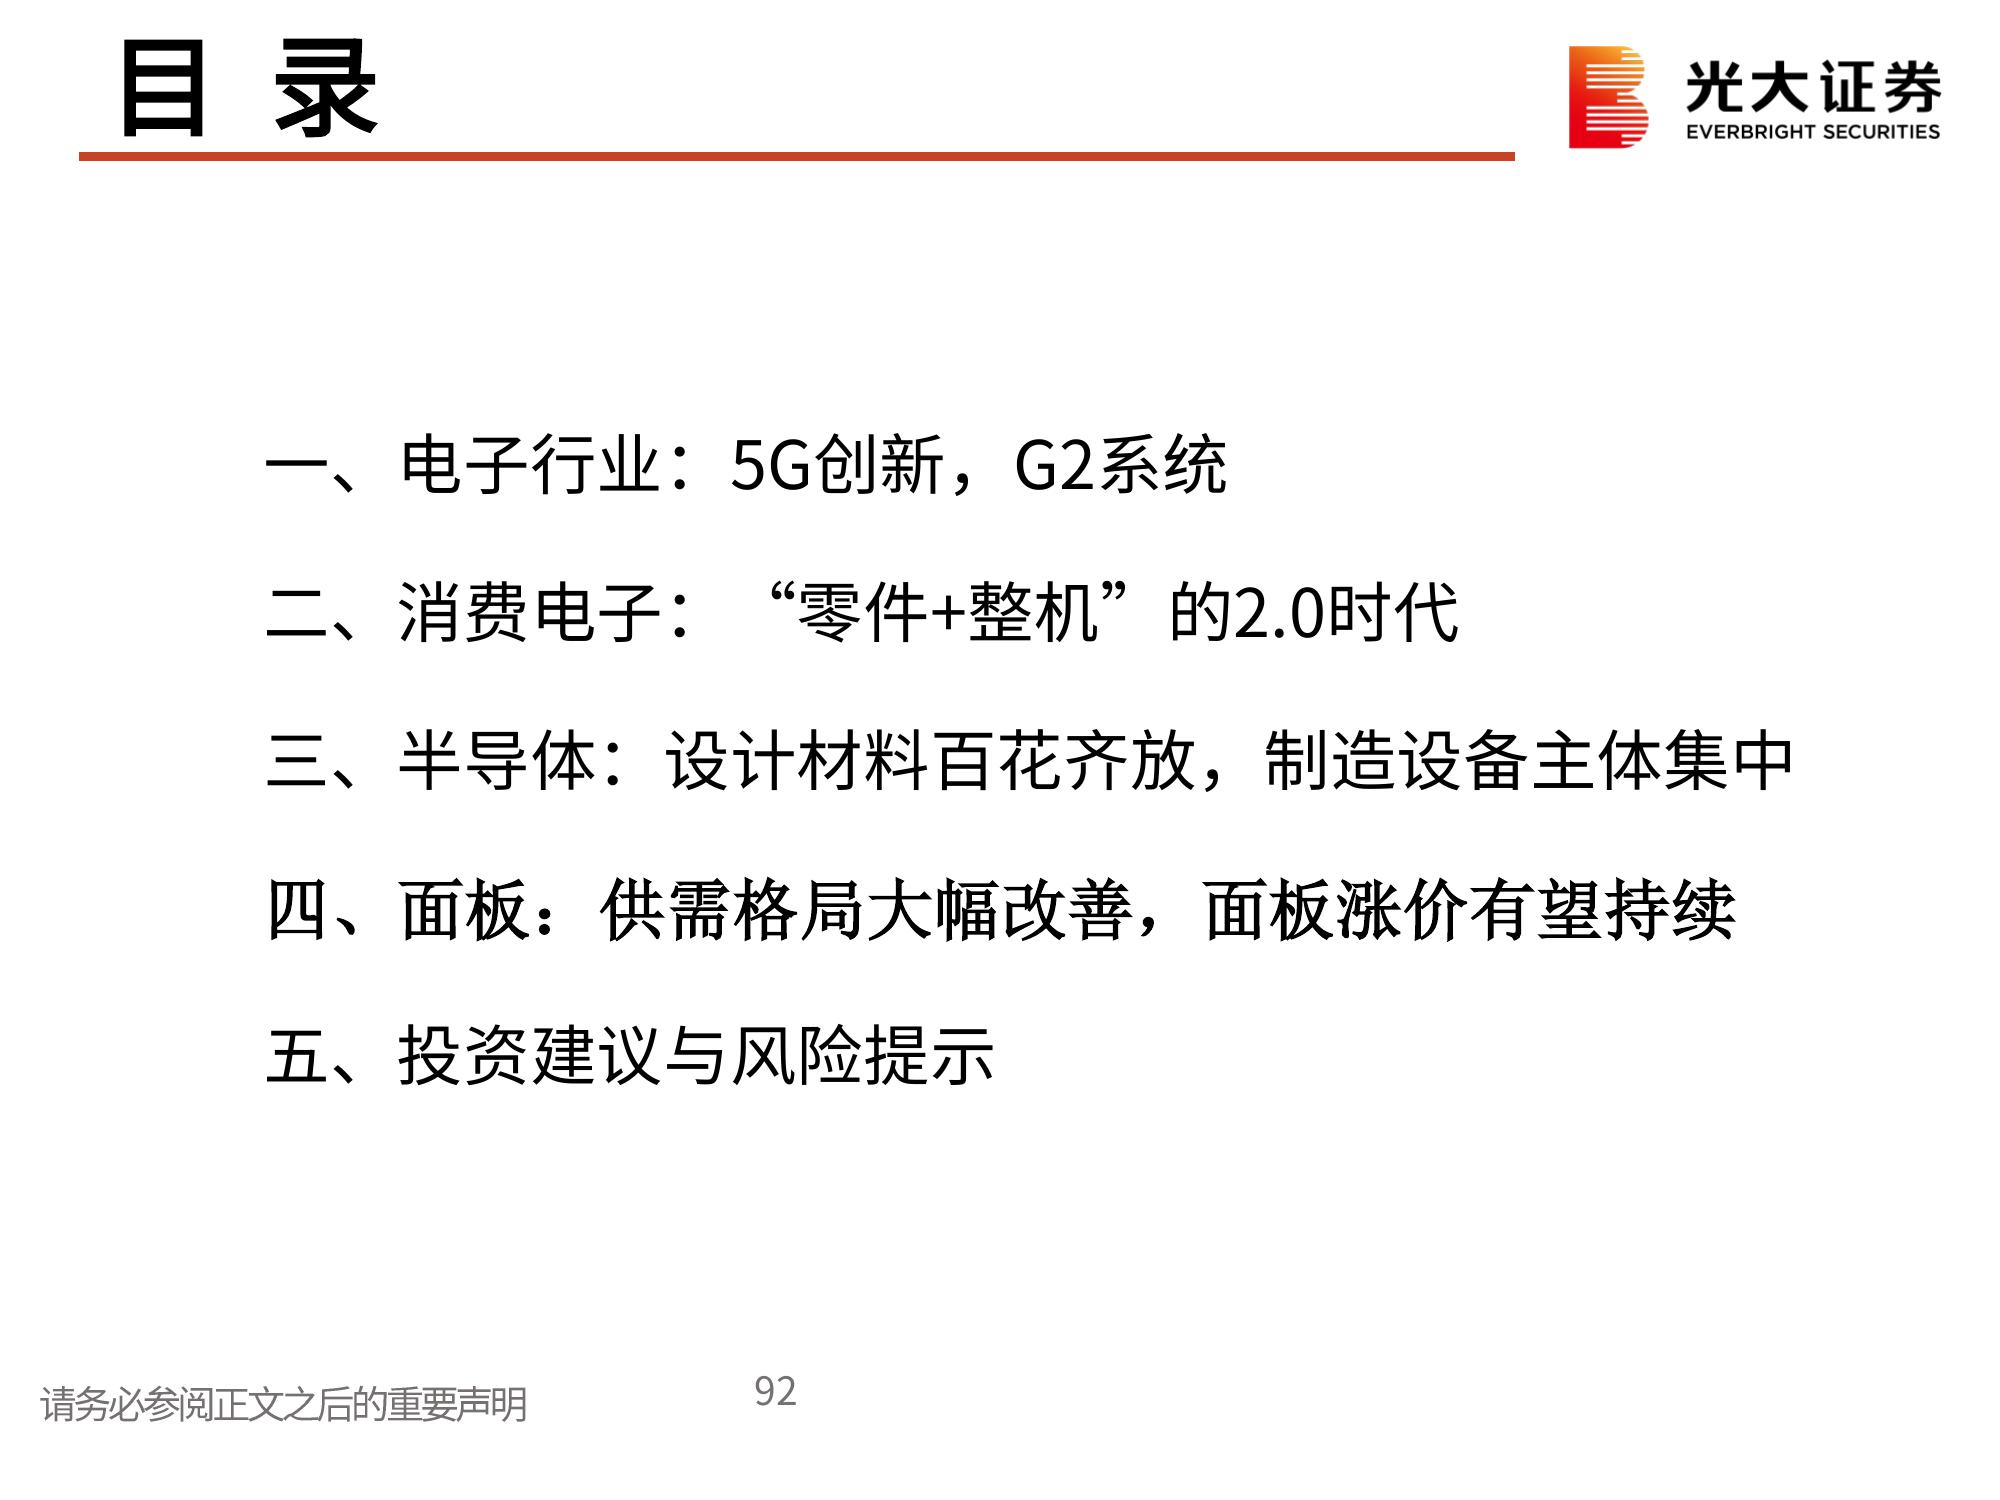 目 录
光大证券
EVERBRIGHT SECURITIES
一、电子行业：5G创新，G2系统
二、消费电子：“零件+整机”的2.0时代
三、半导体：设计材料百花齐放，制造设备主体集中
四、面板：供需格局大幅改善，面板涨价有望持续
五、投资建议与风险提示
请务必参阅正文之后的重要声明
92